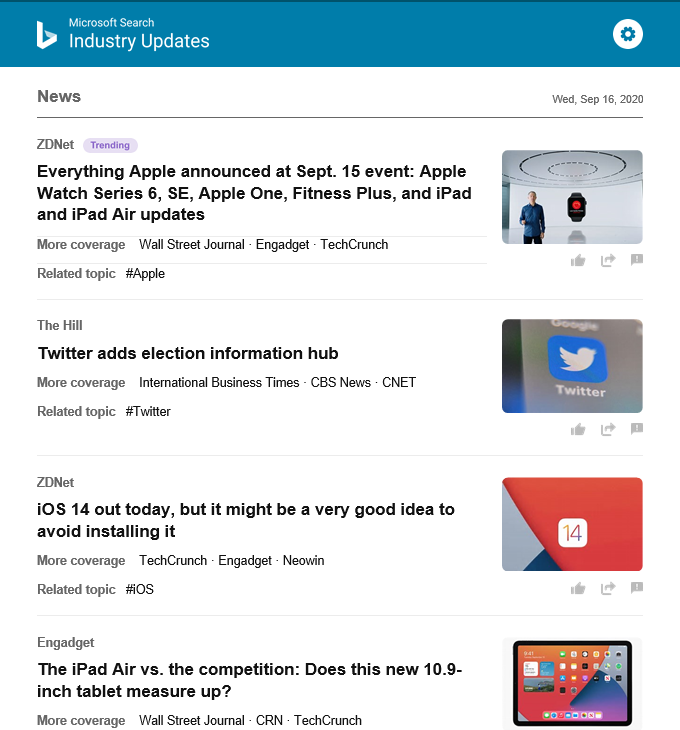 Microsoft Search
Industry Updates
News
Wed, Sep 16, 2020
ZDNet Trending
Everything Apple announced at Sept. 15 event: Apple
Watch Series 6, SE, Apple One, Fitness Plus, and iPad
and iPad Air updates
More coverage Wall Street Journal · Engadget · TechCrunch
Related topic #Apple
The Hill
Twitter adds election information hub
More coverage International Business Times · CBS News · CNET
Related topic #Twitter
Google
Twitter
ZDNet
iOS 14 out today, but it might be a very good idea to
avoid installing it
More coverage TechCrunch · Engadget · Neowin
Related topic #iOS
14
Engadget
The iPad Air vs. the competition: Does this new 10.9-
inch tablet measure up?
More coverage Wall Street Journal · CRN · TechCrunch
9:41